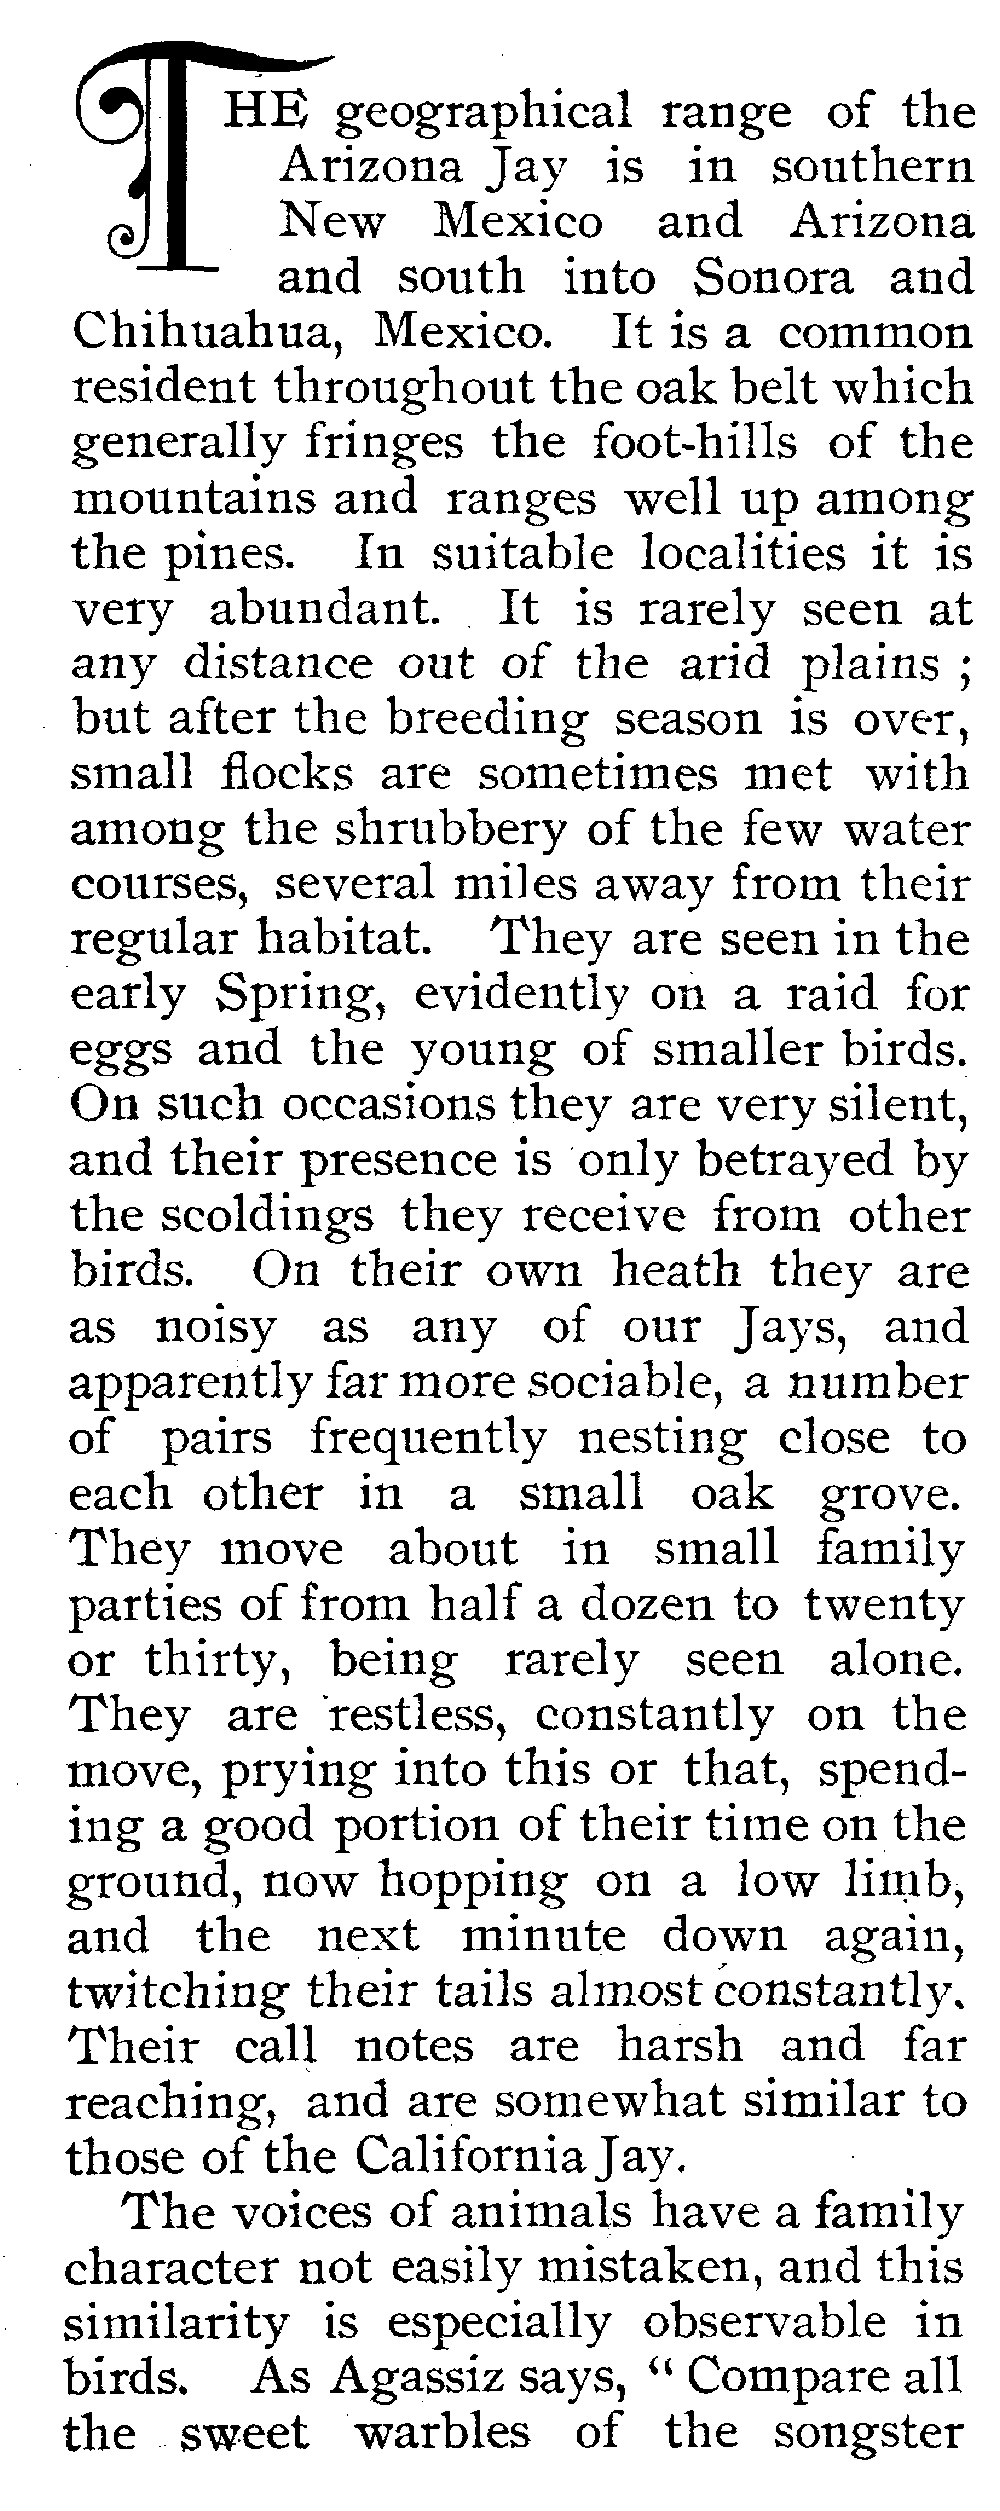 THE geographical range of the
Arizona Jay is in southern
New Mexico and Arizona
and south into Sonora and
Chihuahua, Mexico. It is a common
resident throughout the oak belt which
generally fringes the foot-hills of the
mountains and ranges well up among
the pines. In suitable localities it is
very abundant. It is rarely seen at
any distance out of the arid plains ;
but after the breeding season is over,
small flocks are sometimes met with
among the shrubbery of the few water
courses, several miles away from their
regular habitat. They are seen in the
early Spring, evidently on a raid for
eggs and the young of smaller birds.
On such occasions they are very silent,
and their presence is only betrayed by
the scoldings they receive from other
birds. On their own heath they are
as noisy as any of our Jays, and
apparently far more sociable, a number
of pairs frequently nesting close to
each other in a small oak grove.
They move about in small family
parties of from half a dozen to twenty
or thirty, being rarely seen alone.
They are restless, constantly on the
move, prying into this or that, spend-
ing a good portion of their time on the
ground, now hopping on a low limb,
and the next minute down again,
twitching their tails almost constantly.
Their call notes are harsh and far
reaching, and are somewhat similar to
those of the California Jay.
The voices of animals have a family
character not easily mistaken, and this
similarity is especially observable in
birds. As Agassiz says, “ Compare all
the sweet warbles of the songster